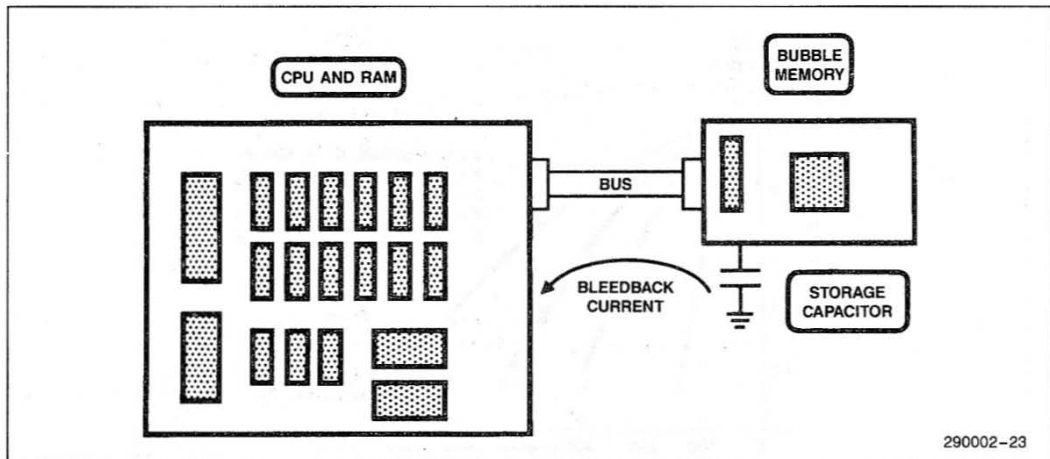 CPU AND RAM
BUBBLE
MEMORY
BUS
BLEEDBACK
CURRENT
STORAGE
CAPACITOR
290002-23